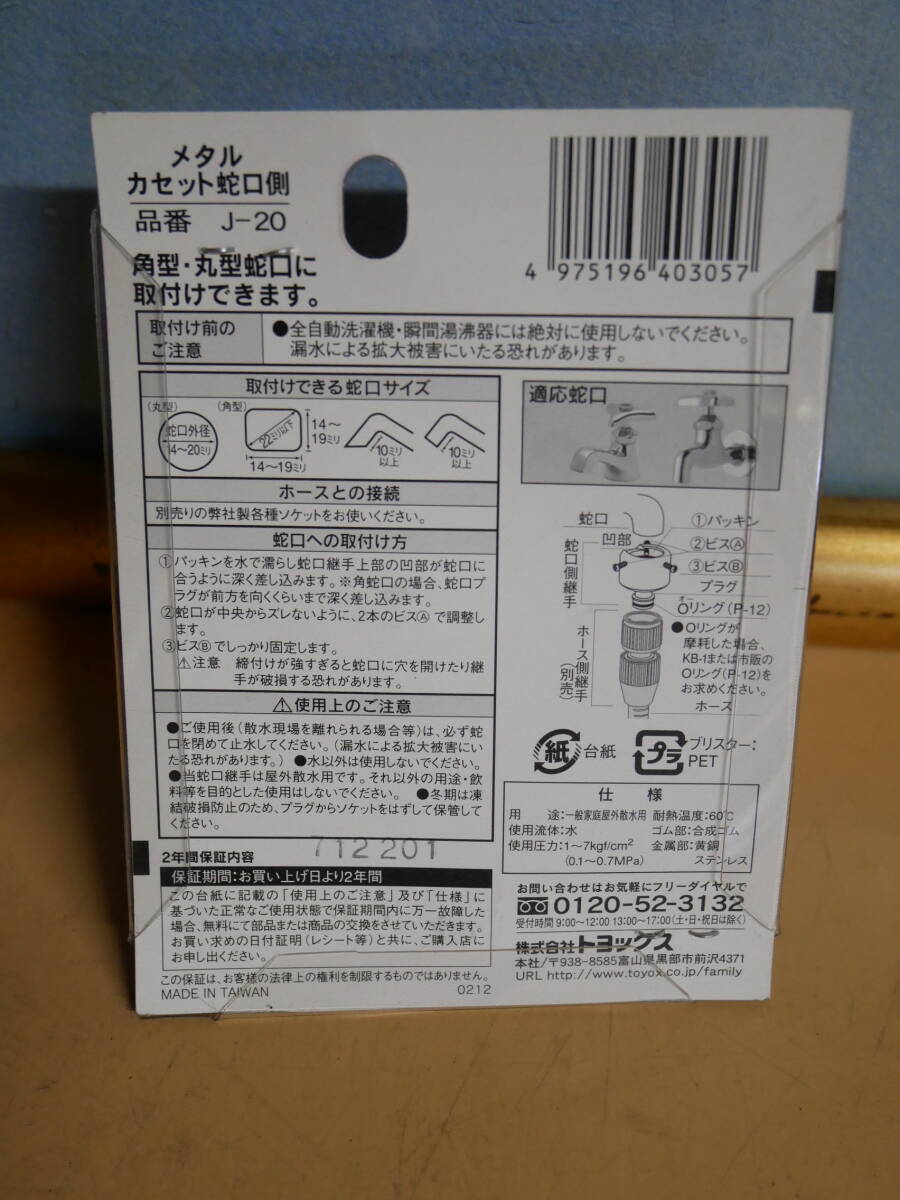 メタル
カセット蛇口側
品番 J-20
角型・丸型蛇口に
取付けできます。
4 975196 403057
取付け前の
ご注意
●全自動洗濯機・瞬間湯沸器には絶対に使用しないでください。
漏水による拡大被害にいたる恐れがあります。
取付けできる蛇口サイズ
(丸型)
蛇口外径
14〜20ミリ
(角型)
22ミリ以下
14〜
19ミリ
14〜19ミリ
10ミリ
以上
10ミリ
以上
ホースとの接続
別売りの弊社製各種ソケットをお使いください。
蛇口への取付け方
①パッキンを水で濡らし蛇口継手上部の凹部が蛇口に
合うように深く差し込みます。※角蛇口の場合、蛇口プ
ラグが前方を向くくらいまで深く差し込みます。
②蛇口が中央からズレないように、2本のビスⒶで調整し
ます。
③ビスⒷでしっかり固定します。
⚠注意 締付けが強すぎると蛇口に穴を開けたり継
手が破損する恐れがあります。
⚠使用上のご注意
●ご使用後(散水現場を離れられる場合等)は、必ず蛇
口を閉めて止水してください。(漏水による拡大被害にい
たる恐れがあります。) ●水以外は使用しないでください。
●当蛇口継手は屋外散水用です。それ以外の用途・飲
料等を目的とした使用はしないでください。 ●冬期は凍
結破損防止のため、プラグからソケットをはずして保管して
ください。
712201
2年間保証内容
保証期間:お買い上げ日より2年間
この台紙に記載の「使用上のご注意」及び「仕様」に
基づいた正常なご使用状態で保証期間内に万一故障した
場合、無料にて部品または商品の交換をさせていただきます。
お買い求めの日付証明(レシート等)と共に、ご購入店に
お申し出ください。
この保証は、お客様の法律上の権利を制限するものではありません。
MADE IN TAIWAN 0212
適応蛇口
蛇口
凹部
蛇口側継手
ホース側継手
(別売)
①パッキン
②ビスⒶ
③ビスⒷ
プラグ
オー
Oリング(P-12)
●Oリングが
摩耗した場合、
KB-1または市販の
Oリング(P-12)を
お求めください。
ホース
紙 台紙
プラ ブリスター:
PET
仕様
用 途:一般家庭屋外散水用 耐熱温度:60℃
使用流体:水 ゴム部:合成ゴム
使用圧力:1〜7kgf/cm² 金属部:黄銅
(0.1〜0.7MPa) ステンレス
お問い合わせはお気軽にフリーダイヤルで
0120-52-3132
受付時間 9:00〜12:00 13:00〜17:00(土・日・祝日は除く)
株式会社トヨックス
本社/〒938-8585富山県黒部市前沢4371
URL http://www.toyox.co.jp/family